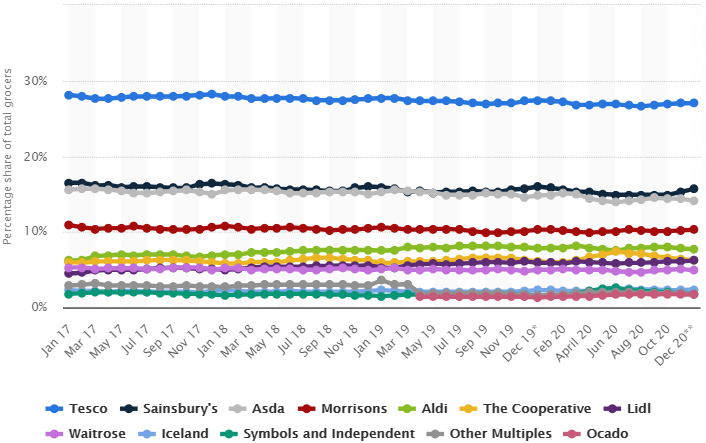 Percentage share of total grocers
30%
20%
10%
0%
Jan 17
Mar 17
May 17
Jul 17
Sep 17
Nov 17
Jan 18
Mar 18
May 18
Jul 18
Sep 18
Nov 18
Jan 19
Mar 19
May 19
Jul 19
Sep 19
Nov 19
Dec 19*
Feb 20
April 20
Jun 20
Aug 20
Oct 20
Dec 20**
Tesco Sainsbury's Asda Morrisons Aldi The Cooperative Lidl
Waitrose Iceland Symbols and Independent Other Multiples Ocado